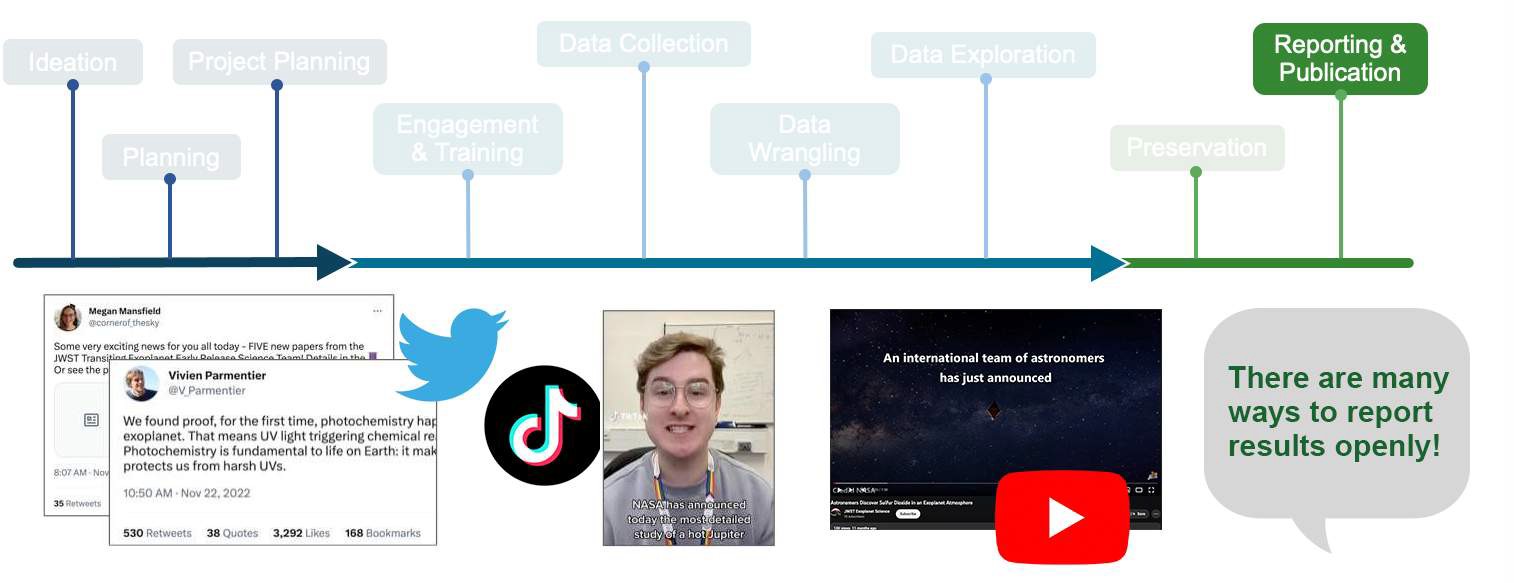 Ideation
Project Planning
Data Collection
Data Exploration
Reporting &
Publication
Planning
Engagement
& Training
Data
Wrangling
Preservation
Megan Mansfield
@cornerof_thesky
Some very exciting news for you all today - FIVE new papers from the
JWST Transiting Exoplanet Early Release Science Team! Details in the
Or see the p
8:07 AM · Nov
35 Retweets
Vivien Parmentier
@V_Parmentier
We found proof, for the first time, photochemistry hap
exoplanet. That means UV light triggering chemical re
Photochemistry is fundamental to life on Earth: it mak
protects us from harsh UVs.
10:50 AM · Nov 22, 2022
530 Retweets 38 Quotes 3,292 Likes 168 Bookmarks
TikTok
NASA has announced
today the most detailed
study of a hot Jupiter
An international team of astronomers
has just announced
Astronomers Discover Sulfur Dioxide in an Exoplanet Atmosphere
JWST Exoplanet Science
Subscribe
There are many
ways to report
results openly!